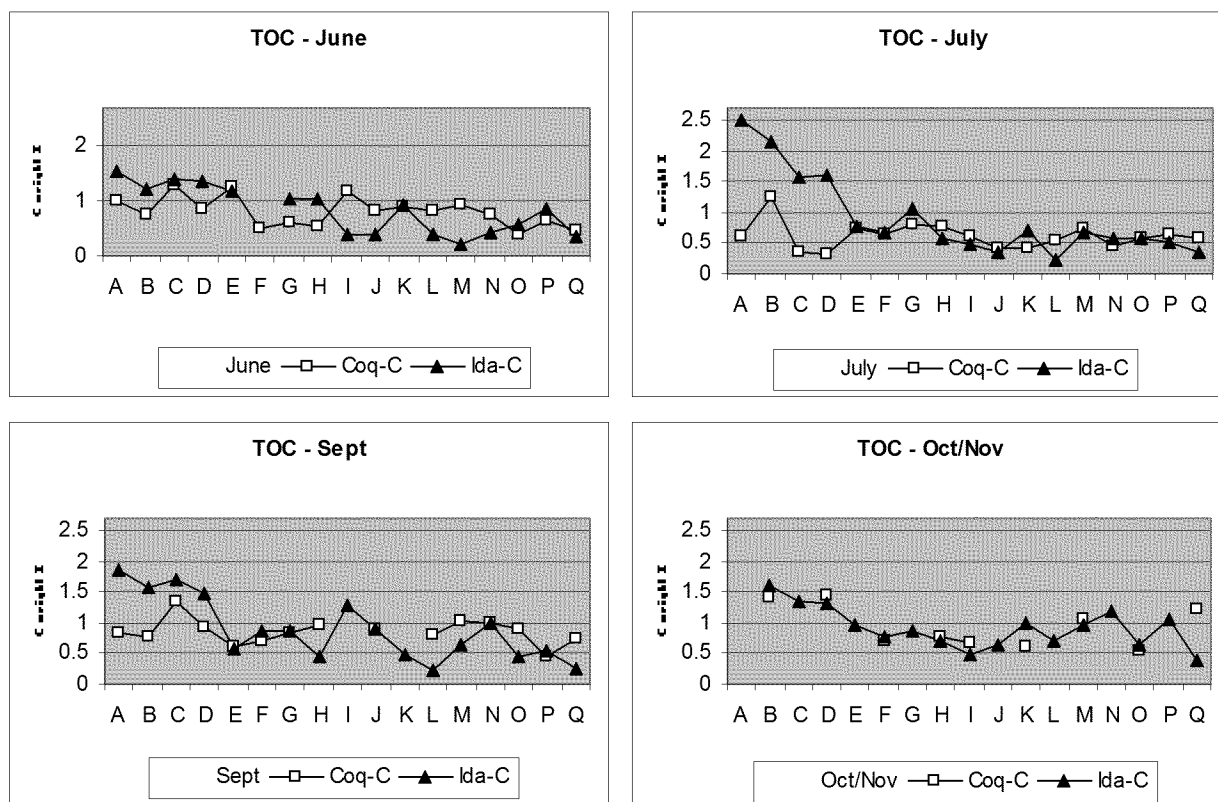 TOC - June
2
1
0
A B C D E F G H I J K L M N O P Q
June Coq-C Ida-C
TOC - July
2.5
2
1.5
1
0.5
0
A B C D E F G H I J K L M N O P Q
July Coq-C Ida-C
TOC - Sept
2.5
2
1.5
1
0.5
0
A B C D E F G H I J K L M N O P Q
Sept Coq-C Ida-C
TOC - Oct/Nov
2.5
2
1.5
1
0.5
0
A B C D E F G H I J K L M N O P Q
Oct/Nov Coq-C Ida-C